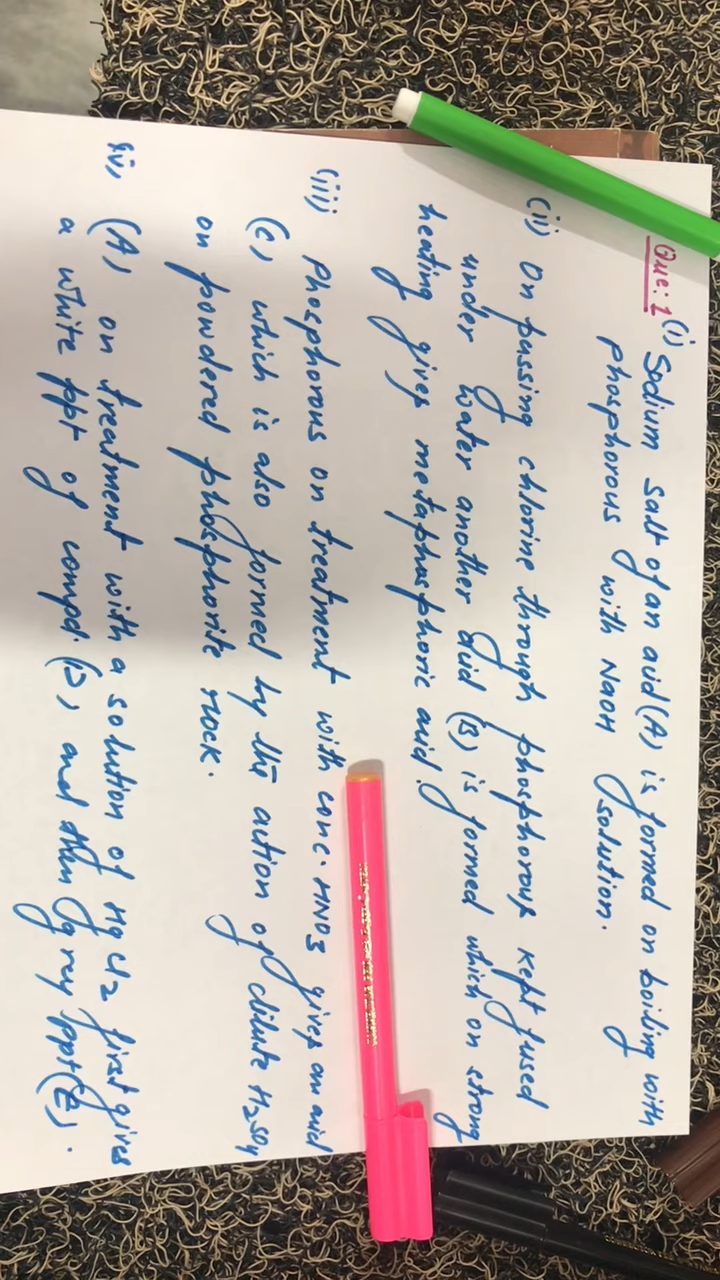 Que: 1 (i) Sodium salt of an acid (A) is formed on boiling with
phosphorous with NaOH solution.
(ii) On passing chlorine through phosphorous kept fused
under water another acid (B) is formed which on strong
heating gives metaphosphoric acid.
(iii) Phosphorous on treatment with conc. HNO3 gives an acid
(C) which is also formed by the action of dilute H2SO4
on powdered phosphorite rock.
iv, (A) on treatment with a solution of HgCl2 first gives
a white ppt of compd. (D) and then gray ppt (E).